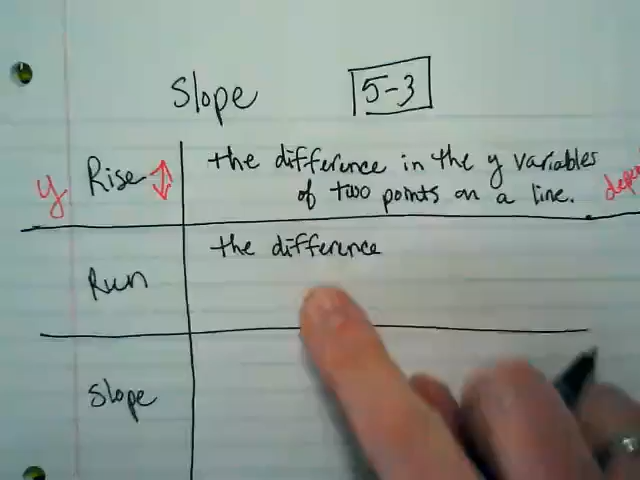 Slope 5-3
y Rise the difference in the y variables
of two points on a line.
Run the difference
Slope